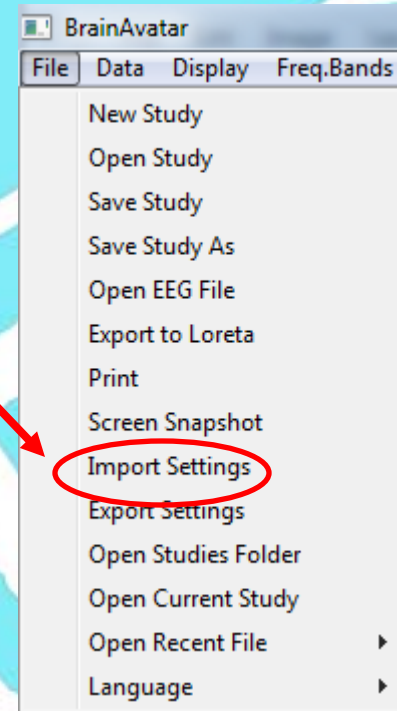 BrainAvatar
File Data Display Freq.Bands
New Study
Open Study
Save Study
Save Study As
Open EEG File
Export to Loreta
Print
Screen Snapshot
Import Settings
Export Settings
Open Studies Folder
Open Current Study
Open Recent File
Language